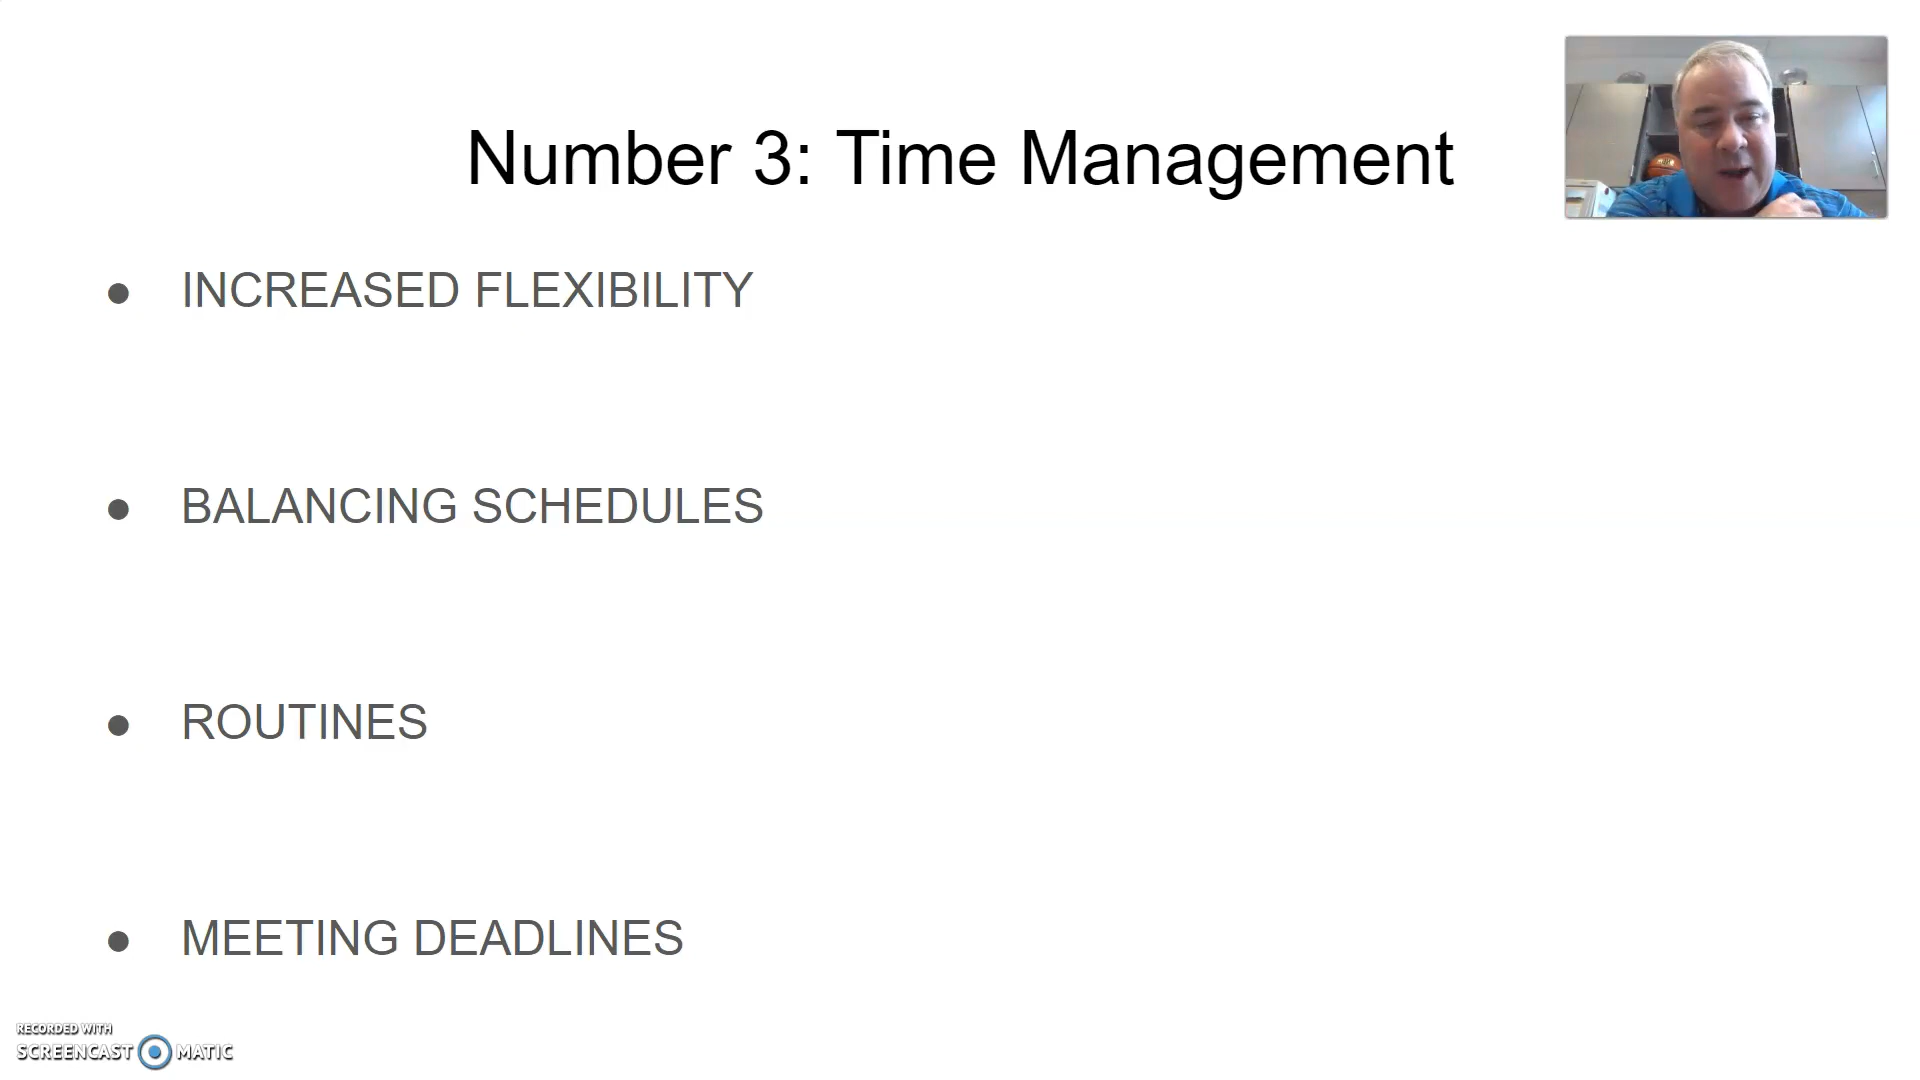 Number 3: Time Management
● INCREASED FLEXIBILITY
● BALANCING SCHEDULES
● ROUTINES
● MEETING DEADLINES
RECORDED WITH
SCREENCAST MATIC